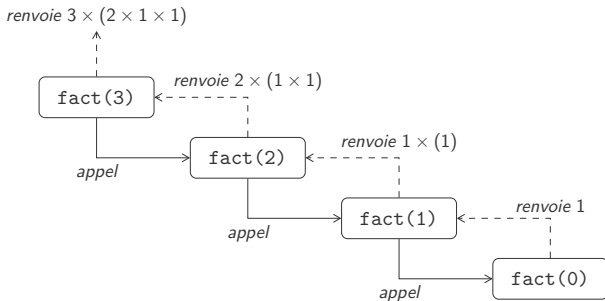 renvoie 3 × (2 × 1 × 1)
renvoie 2 × (1 × 1)
fact(3)
renvoie 1 × (1)
appel
fact(2)
renvoie 1
appel
fact(1)
appel
fact(0)